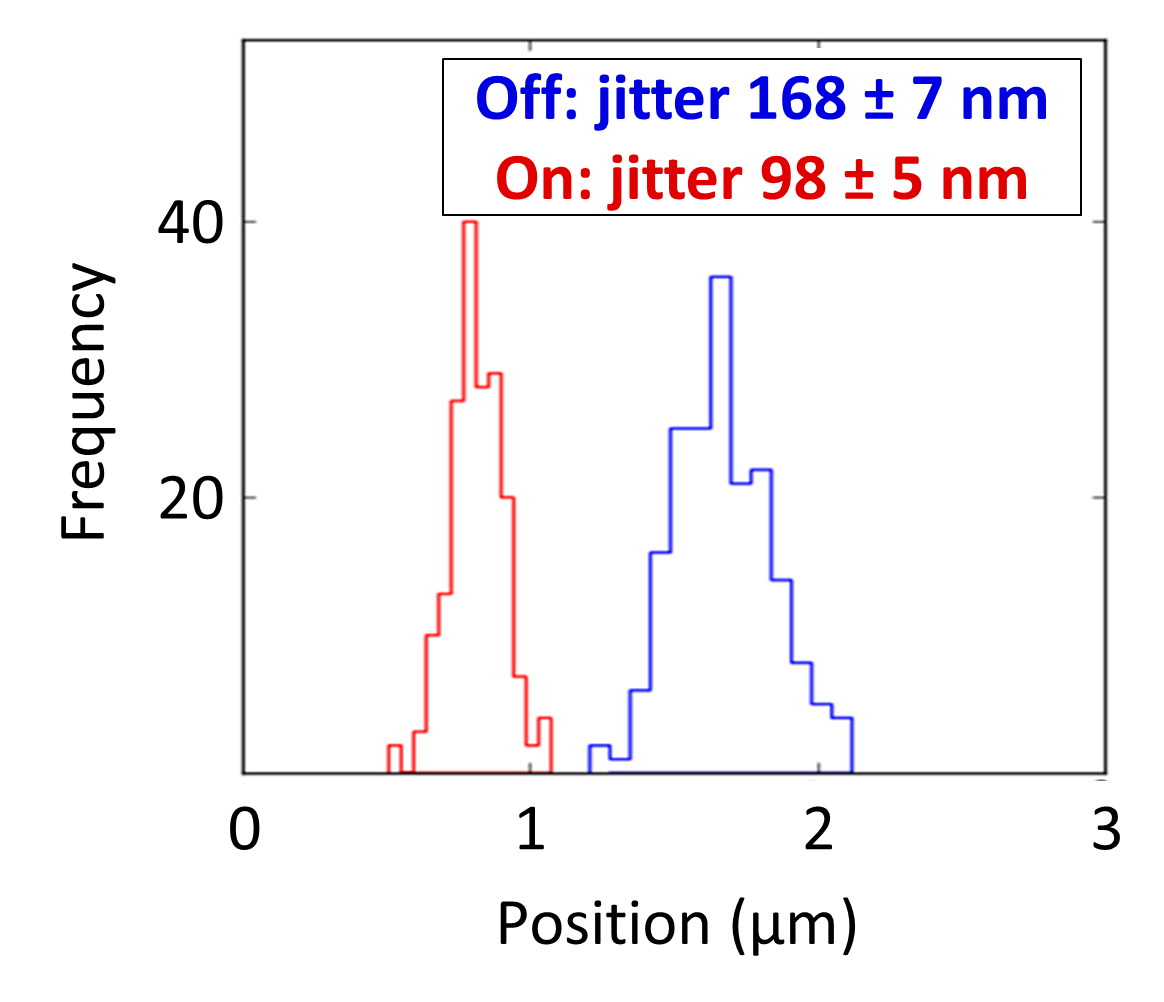 Off: jitter 168 ± 7 nm
On: jitter 98 ± 5 nm
40
20
Frequency
0 1 2 3
Position (μm)